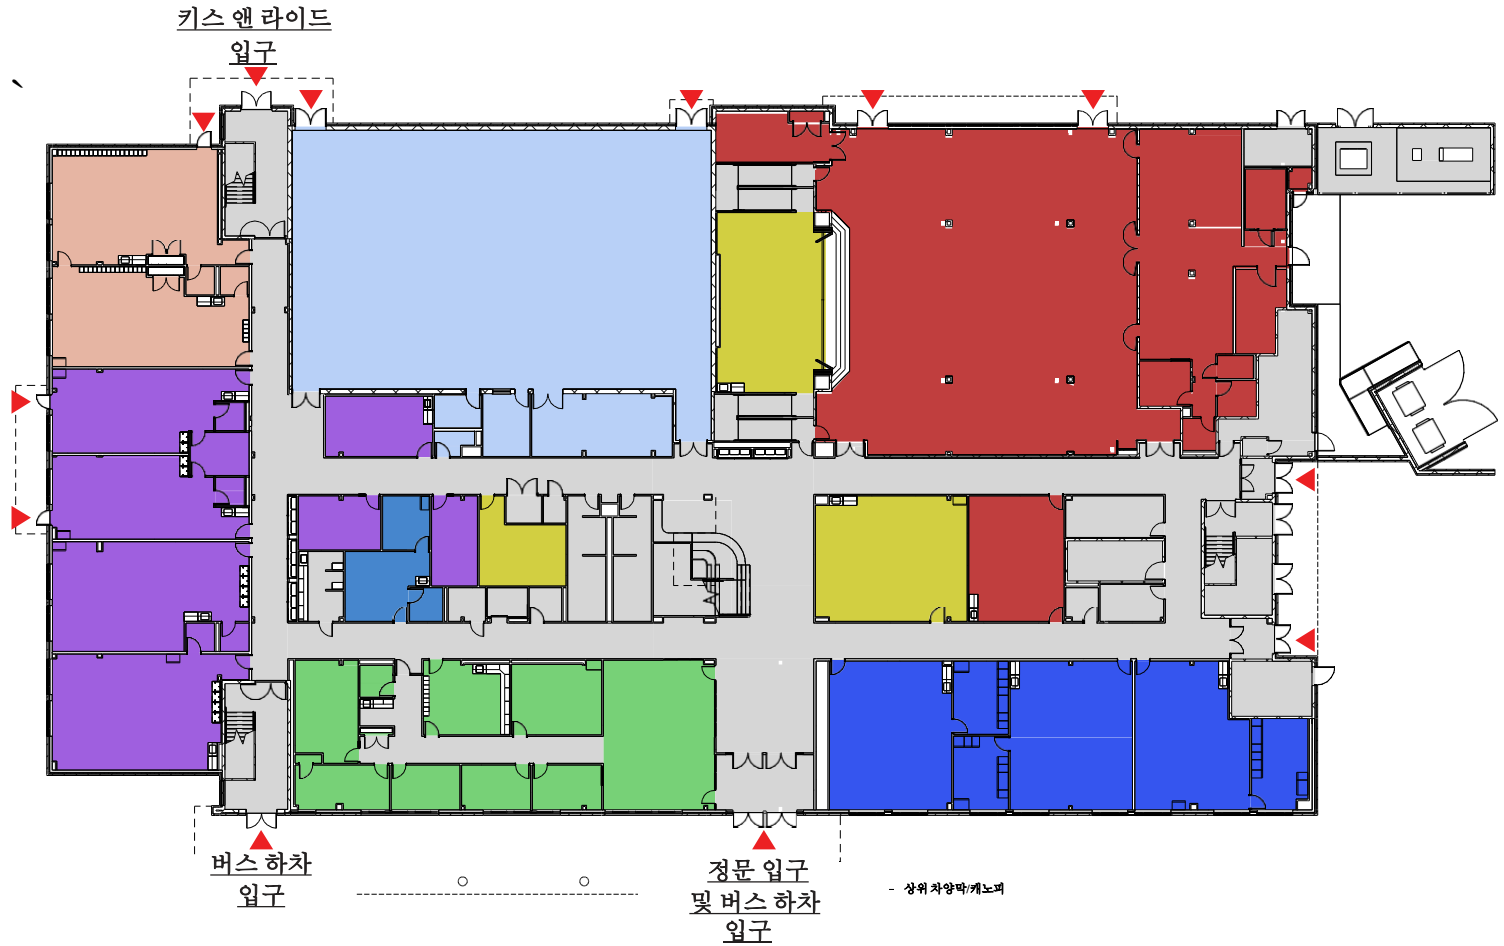 키스 앤 라이드
입구
버스 하차
입구
정문 입구
및 버스 하차
입구
- 상위 차양막/캐노피